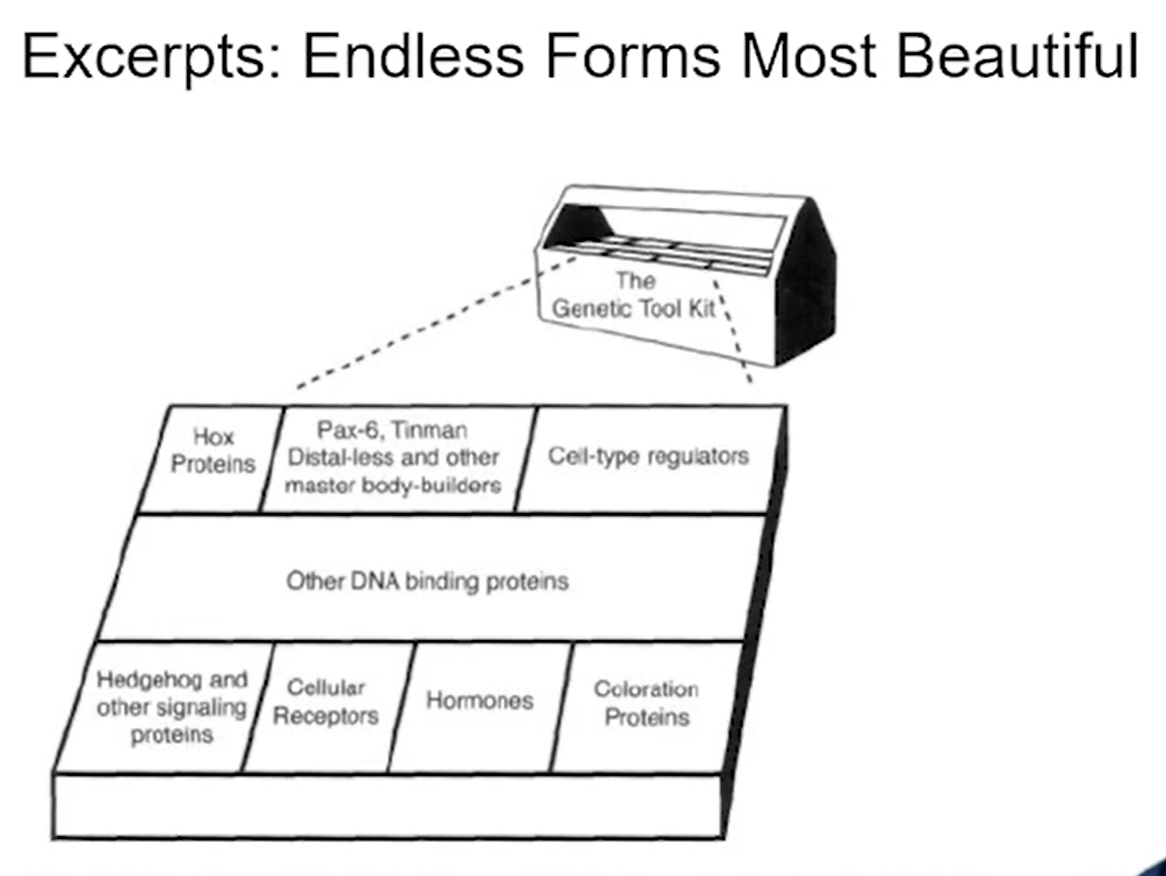 Excerpts: Endless Forms Most Beautiful
The
Genetic Tool Kit
Hox
Proteins
Pax-6, Tinman
Distal-less and other
master body-builders
Cell-type regulators
Other DNA binding proteins
Hedgehog and
other signaling
proteins
Cellular
Receptors
Hormones
Coloration
Proteins